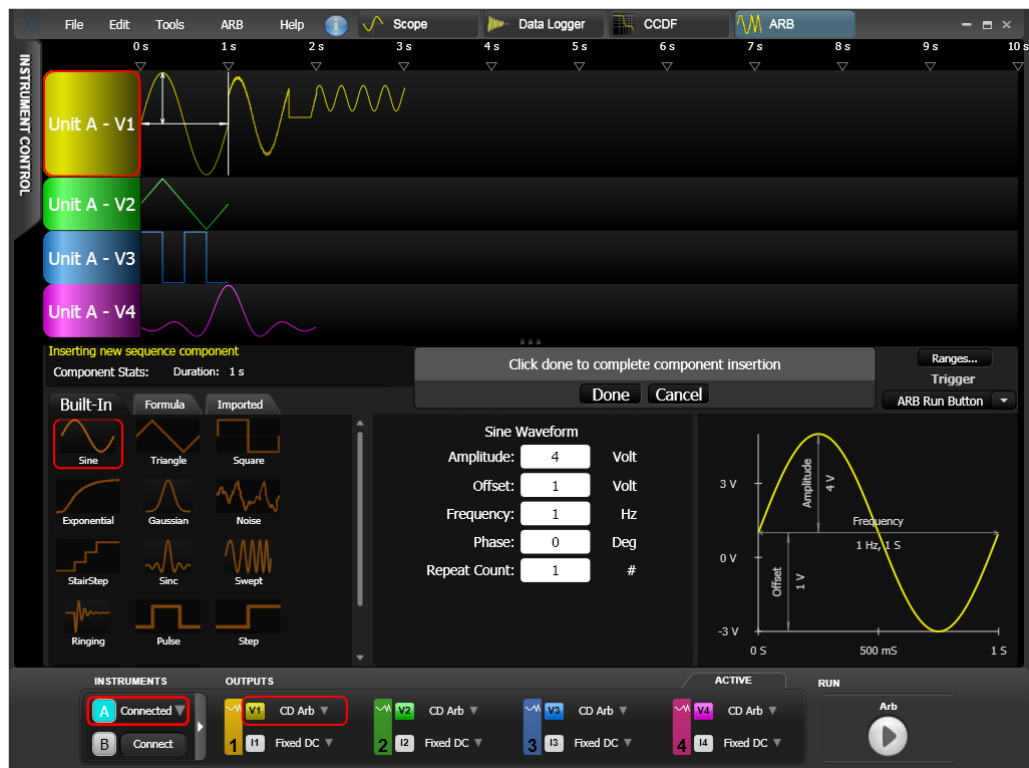 File Edit Tools ARB Help i Scope Data Logger CCDF ARB
0 s 1 s 2 s 3 s 4 s 5 s 6 s 7 s 8 s 9 s 10 s
INSTRUMENT CONTROL
Unit A - V1
Unit A - V2
Unit A - V3
Unit A - V4
Inserting new sequence component
Component Stats: Duration: 1 s
Click done to complete component insertion
Done Cancel
Ranges...
Trigger
ARB Run Button
Built-In Formula Imported
Sine Triangle Square
Exponential Gaussian Noise
StairStep Sinc Swept
Ringing Pulse Step
Sine Waveform
Amplitude: 4 Volt
Offset: 1 Volt
Frequency: 1 Hz
Phase: 0 Deg
Repeat Count: 1 #
3 V
0 V
-3 V
Amplitude
4 V
Frequency
1 Hz, 1 S
Offset
1 V
0 S 500 mS 1 S
INSTRUMENTS OUTPUTS ACTIVE RUN
A Connected
B Connect
1 V1 CD Arb
I1 Fixed DC
2 V2 CD Arb
I2 Fixed DC
3 V3 CD Arb
I3 Fixed DC
4 V4 CD Arb
I4 Fixed DC
Arb